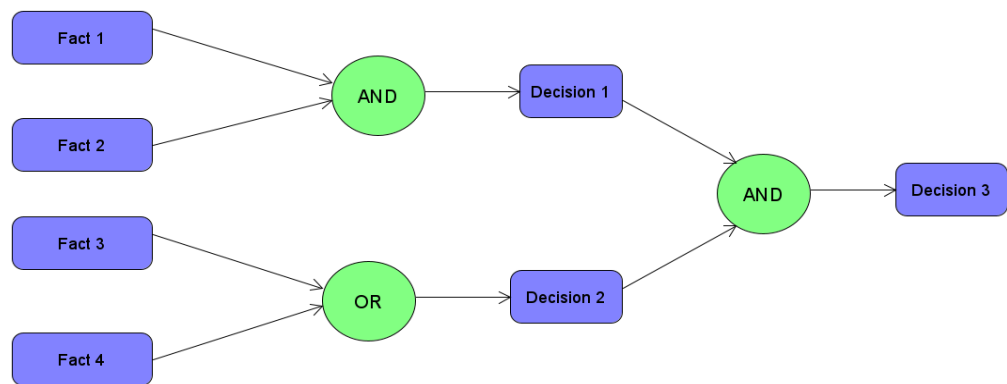 Fact 1
Fact 2
AND
Decision 1
Fact 3
Fact 4
OR
Decision 2
AND
Decision 3